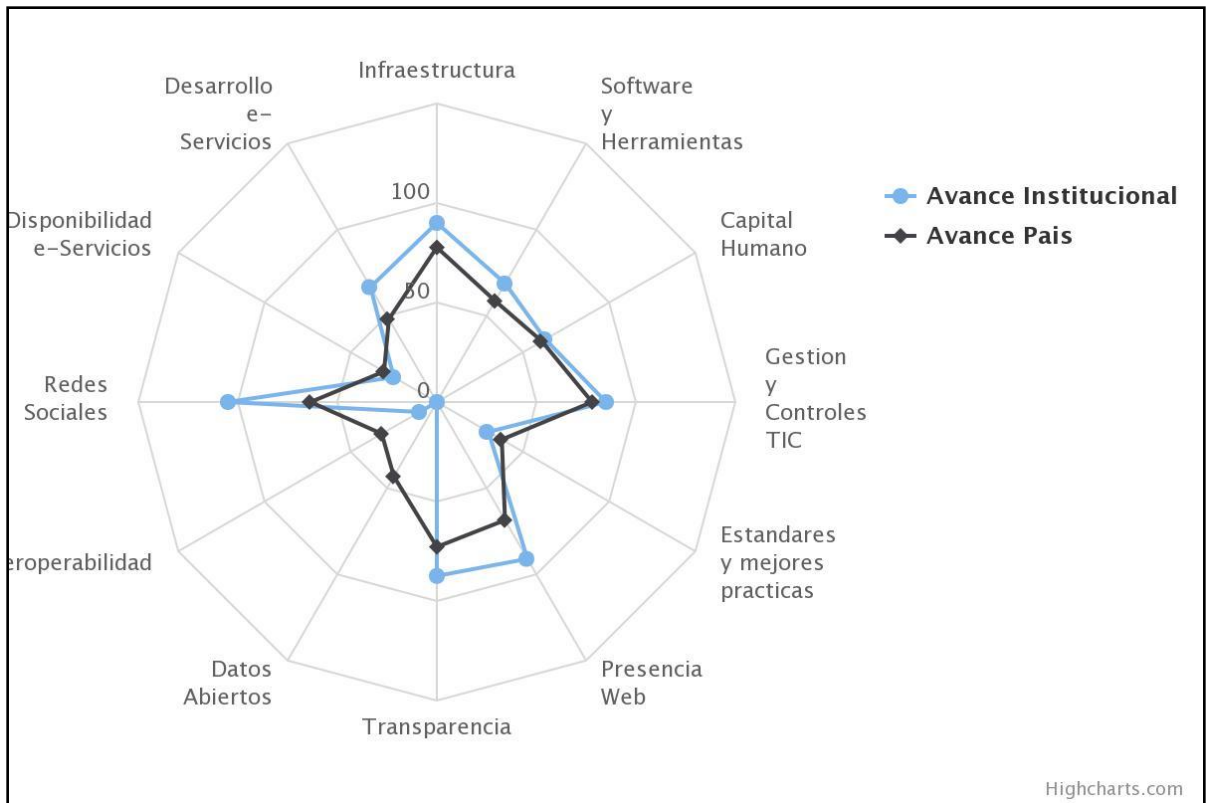 Infraestructura
Desarrollo
e-
Servicios
Software
y
Herramientas
Disponibilidad
e-Servicios
Capital
Humano
100
50
0
Avance Institucional
Avance Pais
Redes
Sociales
Gestion
y
Controles
TIC
eroperabilidad
Estandares
y mejores
practicas
Datos
Abiertos
Transparencia
Presencia
Web
Highcharts.com